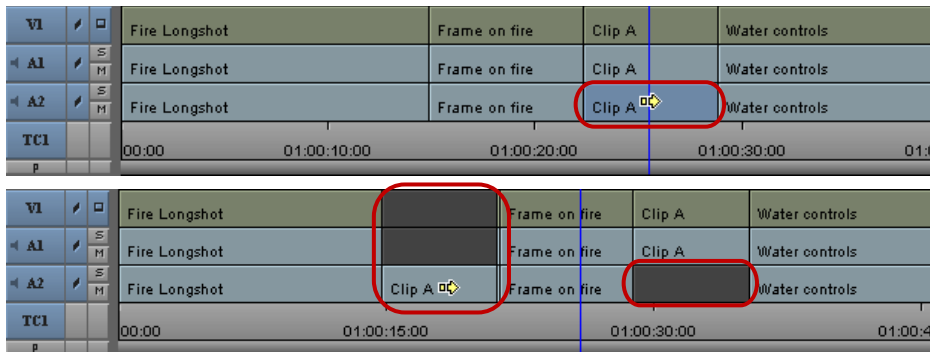 V1 Fire Longshot Frame on fire Clip A Water controls
A1 S M Fire Longshot Frame on fire Clip A Water controls
A2 S M Fire Longshot Frame on fire Clip A Water controls
TC1 00:00 01:00:10:00 01:00:20:00 01:00:30:00 01:
V1 Fire Longshot Frame on fire Clip A Water controls
A1 S M Fire Longshot Frame on fire Clip A Water controls
A2 S M Fire Longshot Clip A Frame on fire Water controls
TC1 00:00 01:00:15:00 01:00:30:00 01:00:4